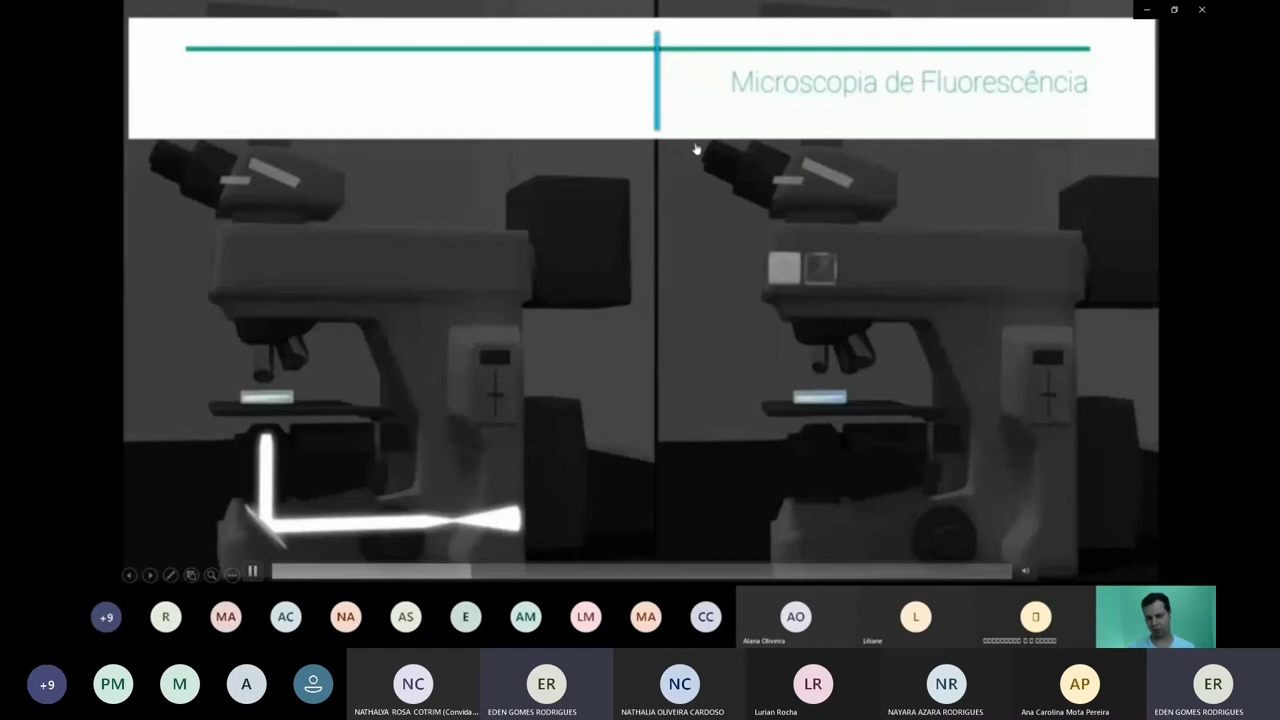 Microscopia de Fluorescência
+9
R
MA
AC
NA
AS
E
AM
LM
MA
CC
AO
Alana Oliveira
L
Liliane
+9
PM
M
A
NC
NATHALYA ROSA COTRIM (Convida...
ER
EDEN GOMES RODRIGUES
NC
NATHALIA OLIVEIRA CARDOSO
LR
Lurian Rocha
NR
NAYARA AZARA RODRIGUES
AP
Ana Carolina Mota Pereira
ER
EDEN GOMES RODRIGUES